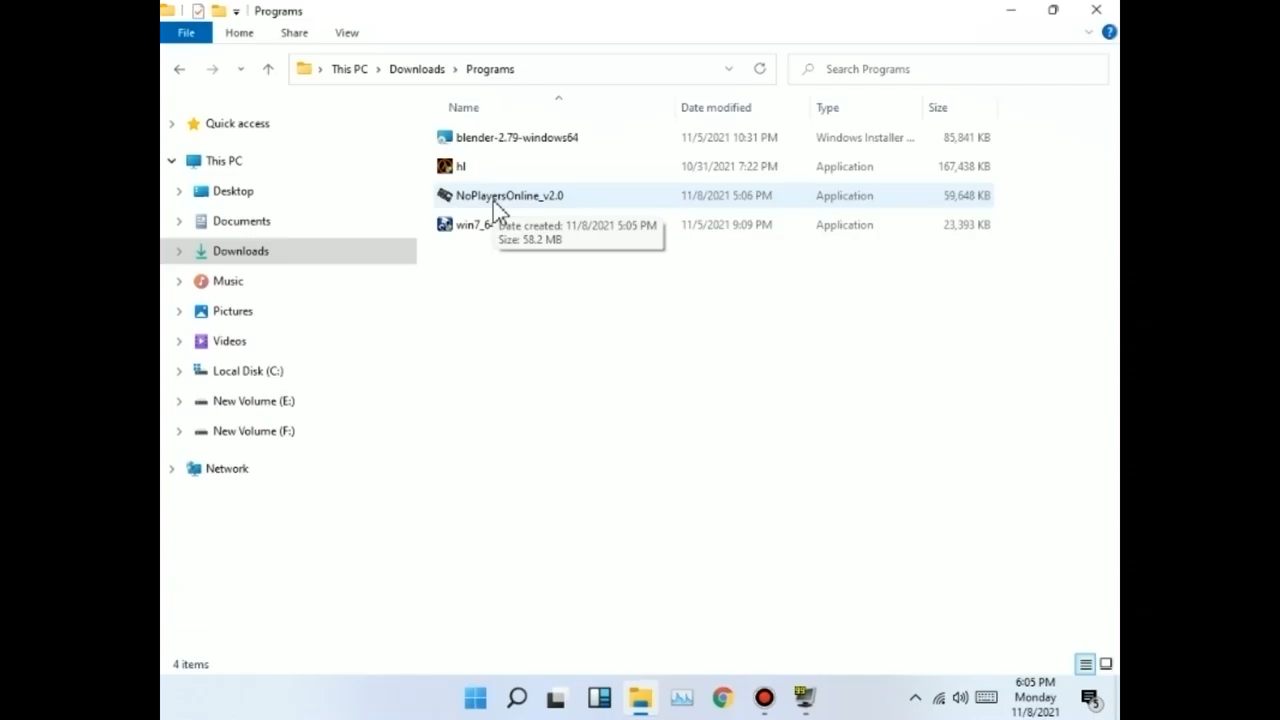 Programs
File Home Share View
This PC Downloads Programs
Search Programs
Name Date modified Type Size
Quick access
This PC
Desktop
Documents
Downloads
Music
Pictures
Videos
Local Disk (C:)
New Volume (E:)
New Volume (F:)
Network
blender-2.79-windows64 11/5/2021 10:31 PM Windows Installer ... 85,841 KB
hl 10/31/2021 7:22 PM Application 167,438 KB
NoPlayersOnline_v2.0 11/8/2021 5:06 PM Application 59,648 KB
win7_6 11/5/2021 9:09 PM Application 23,393 KB
Date created: 11/8/2021 5:05 PM
Size: 58.2 MB
4 items
6:05 PM
Monday
11/8/2021
5